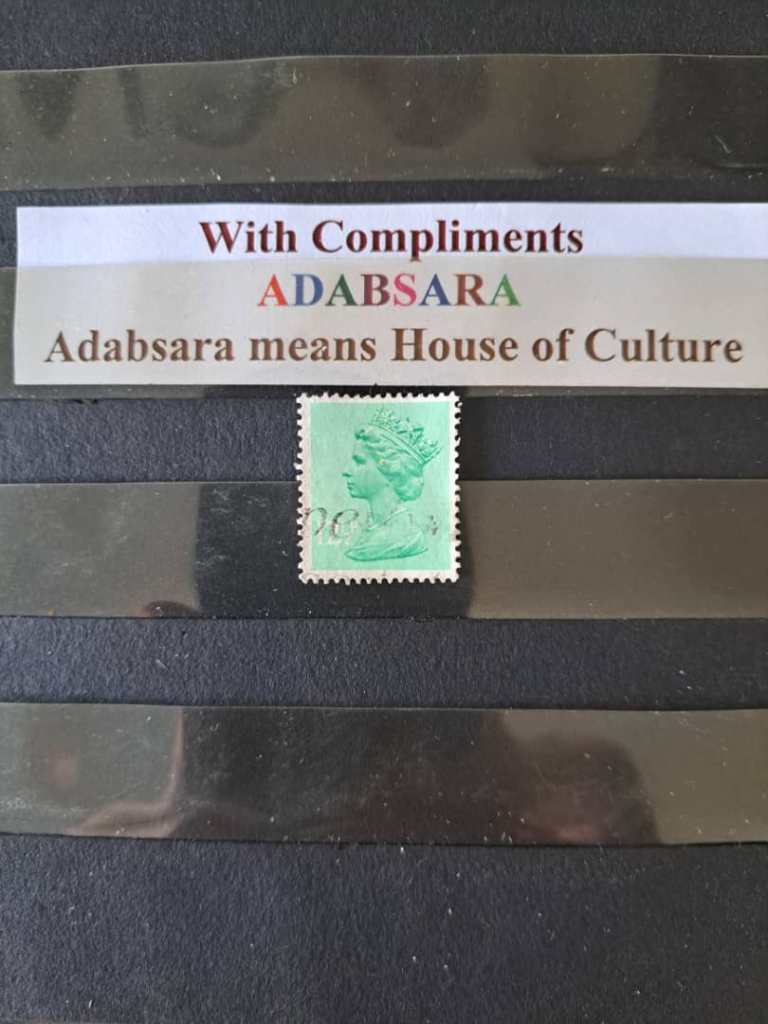 With Compliments
ADABSARA
Adabsara means House of Culture